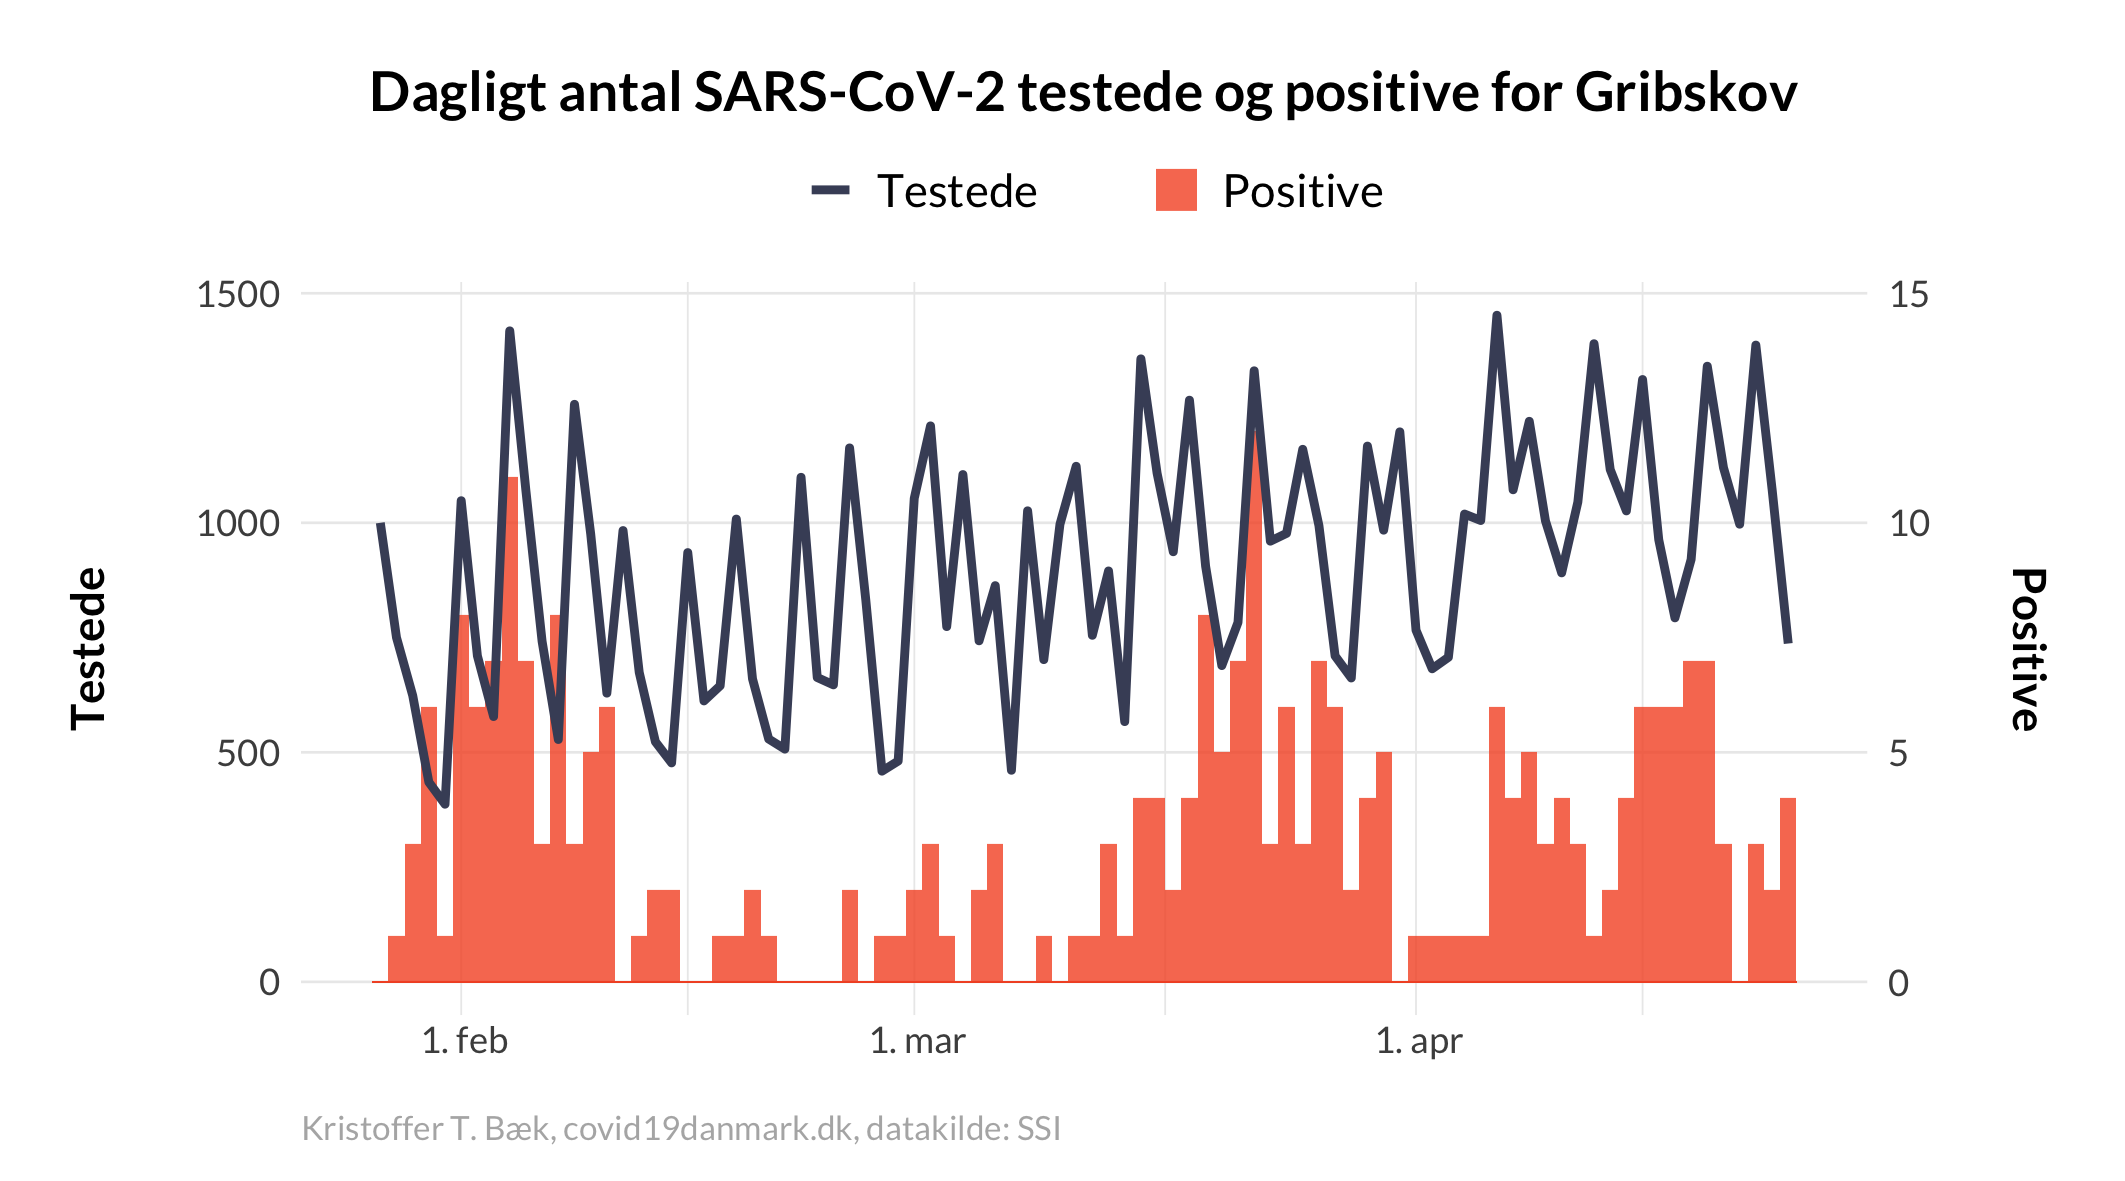 Dagligt antal SARS-CoV-2 testede og positive for Gribskov
Testede Positive
1500 15
1000 10
Testede
Positive
500 5
0 0
1. feb 1. mar 1. apr
Kristoffer T. Bæk, covid19danmark.dk, datakilde: SSI